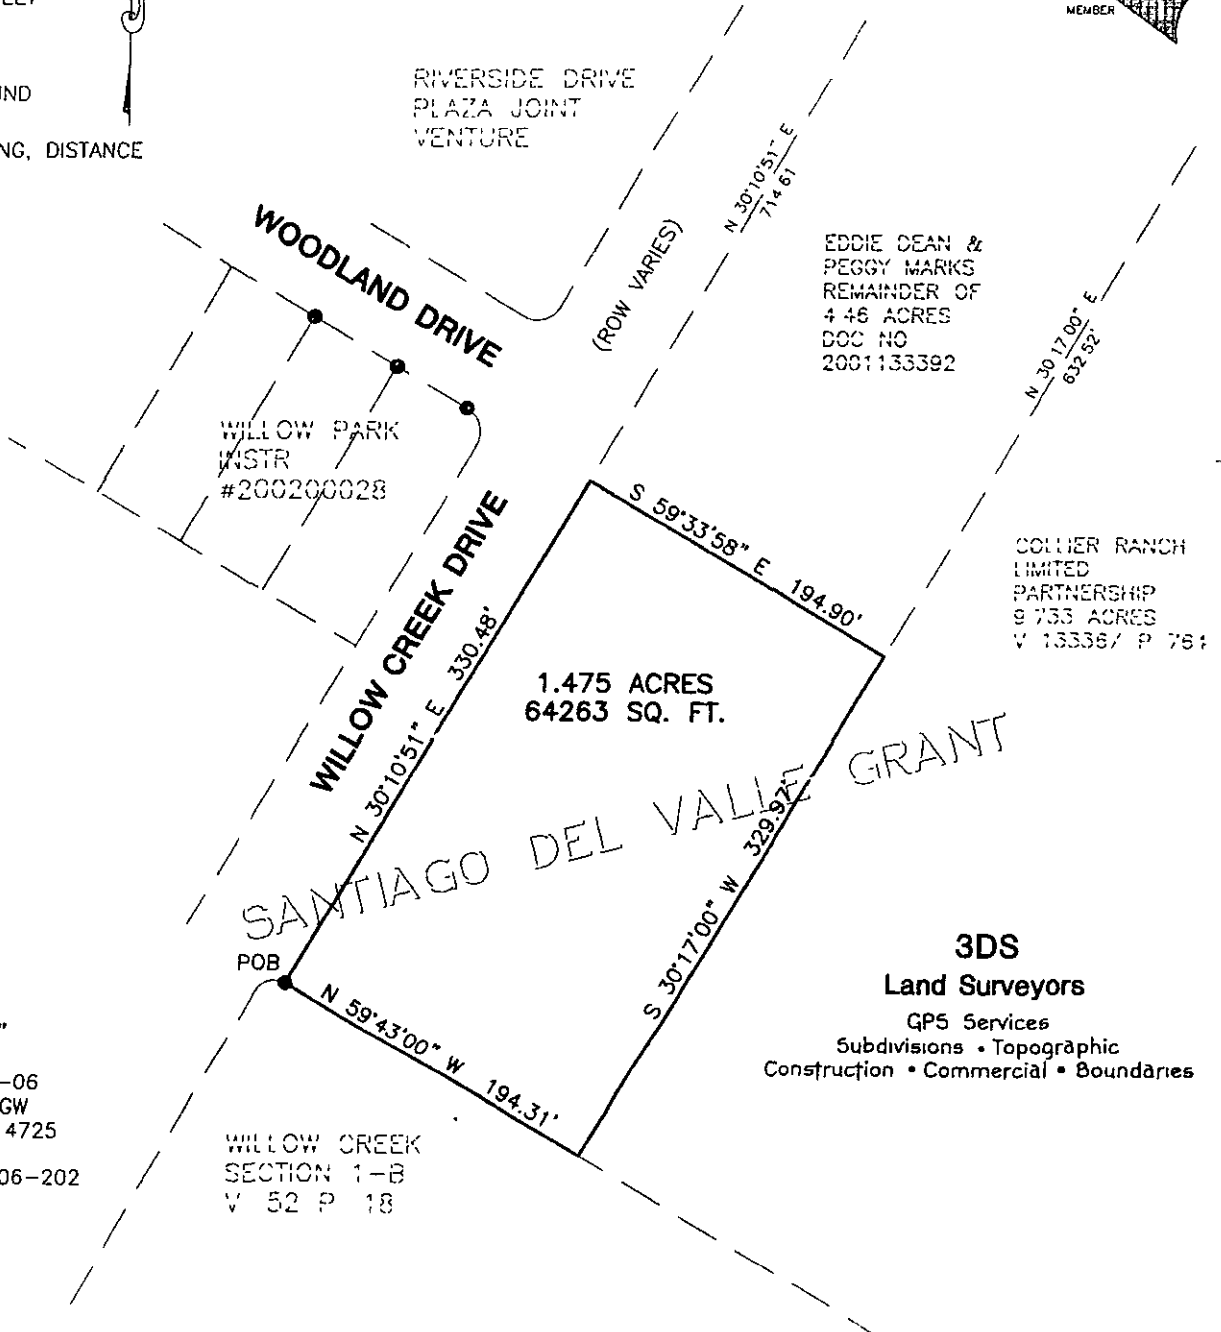 MEMBER
UND
NG, DISTANCE
RIVERSIDE DRIVE
PLAZA JOINT
VENTURE
WOODLAND DRIVE
(ROW VARIES)
N 30°10'51" E
714 61
EDDIE DEAN &
PEGGY MARKS
REMAINDER OF
4 46 ACRES
DOC NO
2001133392
N 30 17 00" E
632 52'
WILLOW PARK
INSTR
#200200028
WILLOW CREEK DRIVE
S 59°33'58" E 194.90'
COLLIER RANCH
LIMITED
PARTNERSHIP
9 733 ACRES
V 13336/ P 761
N 30°10'51" E 330.48'
1.475 ACRES
64263 SQ. FT.
SANTIAGO DEL VALLE GRANT
S 30°17'00" W 329.97'
POB
N 59°43'00" W 194.31'
3DS
Land Surveyors
GPS Services
Subdivisions • Topographic
Construction • Commercial • Boundaries
"
-06
GW
4725
06-202
WILLOW CREEK
SECTION 1-B
V 52 P 18